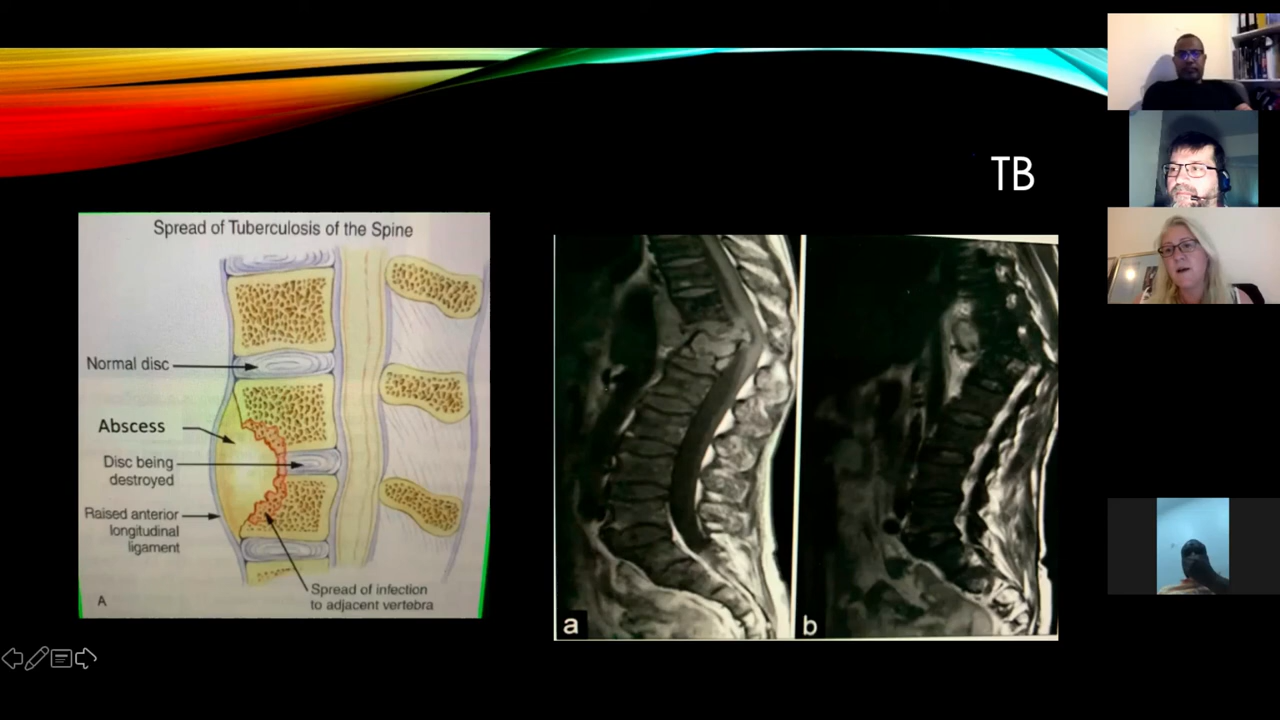 TB
Spread of Tuberculosis of the Spine
Normal disc
Abscess
Disc being
destroyed
Raised anterior
longitudinal
ligament
Spread of infection
to adjacent vertebra
A
a
b